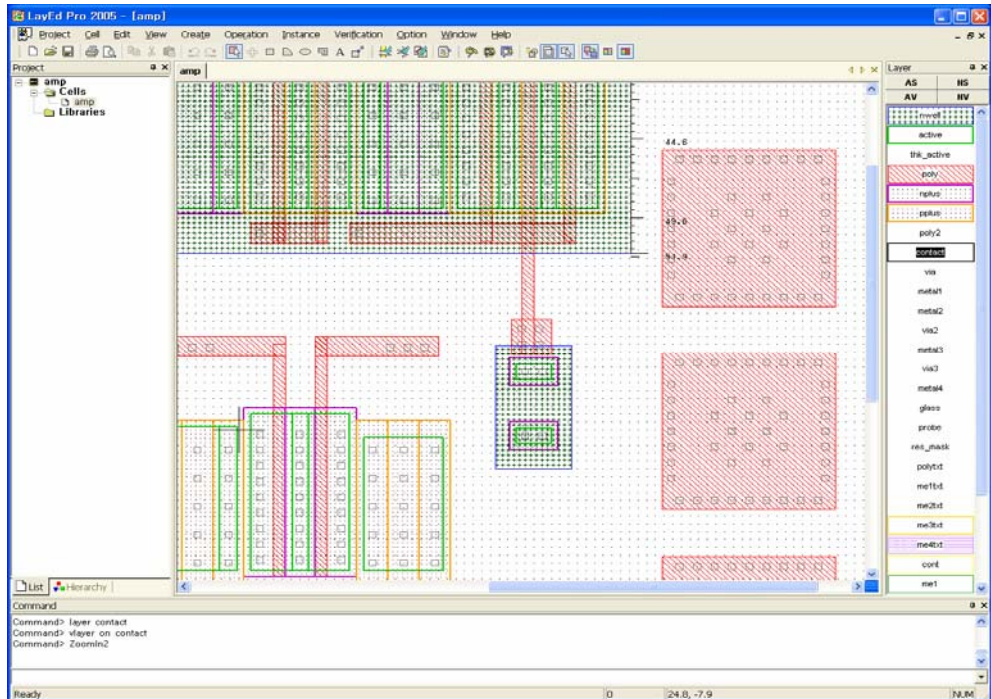 LayEd Pro 2005 - [amp]
Project Cell Edit View Create Operation Instance Verification Option Window Help
Project
amp
Cells
amp
Libraries
List Hierarchy
amp
44.6
49.6
Layer
AS NS
AV NV
nwell
active
thk_active
poly
nplus
pplus
poly2
contact
via
metal1
metal2
via2
metal3
via3
metal4
glass
probe
res_mask
polytxt
me1txt
me2txt
me3txt
me4txt
cont
me1
Command
Command> layer contact
Command> vlayer on contact
Command> ZoomIn2
Ready 0 24.8, -7.9 NUM